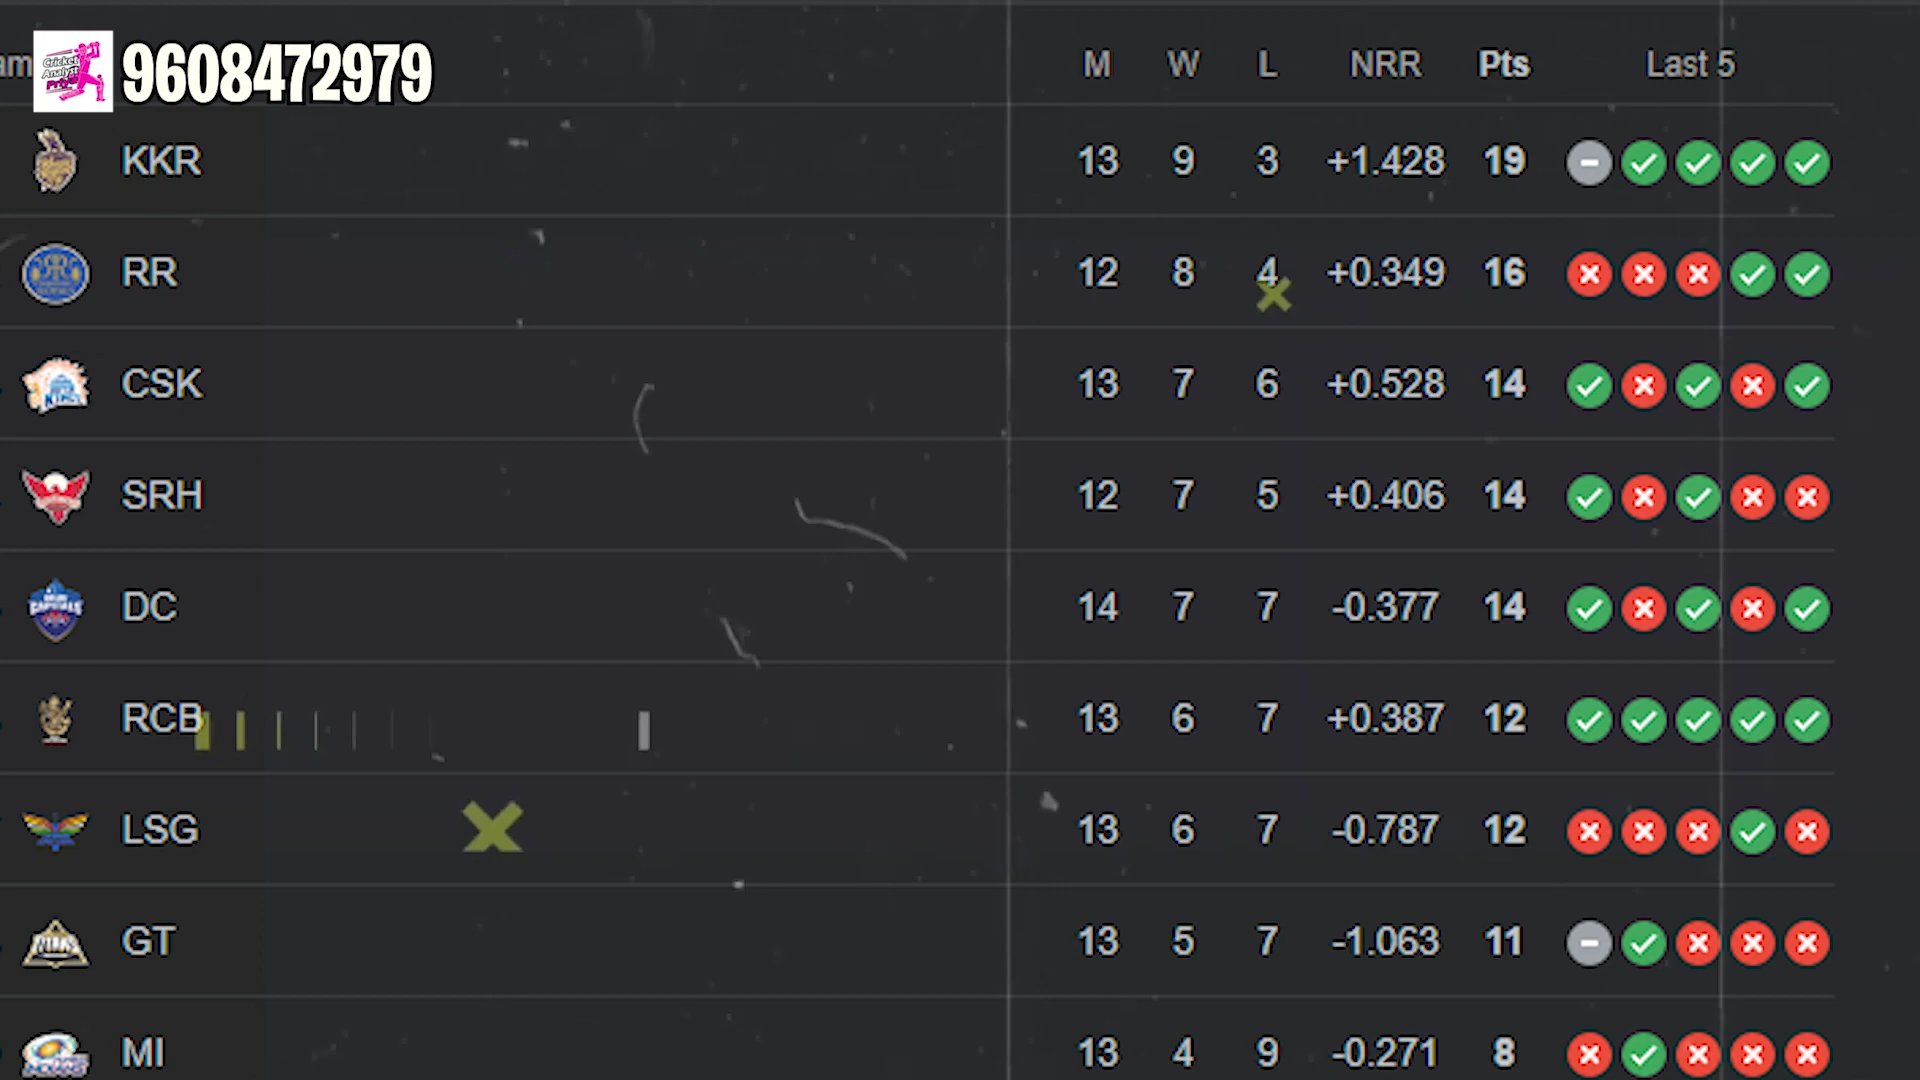 am
Cricket
Analyst
9608472979
M W L NRR Pts Last 5
KKR 13 9 3 +1.428 19
RR 12 8 4 +0.349 16
CSK 13 7 6 +0.528 14
SRH 12 7 5 +0.406 14
DC 14 7 7 -0.377 14
RCB 13 6 7 +0.387 12
LSG 13 6 7 -0.787 12
GT 13 5 7 -1.063 11
MI 13 4 9 -0.271 8